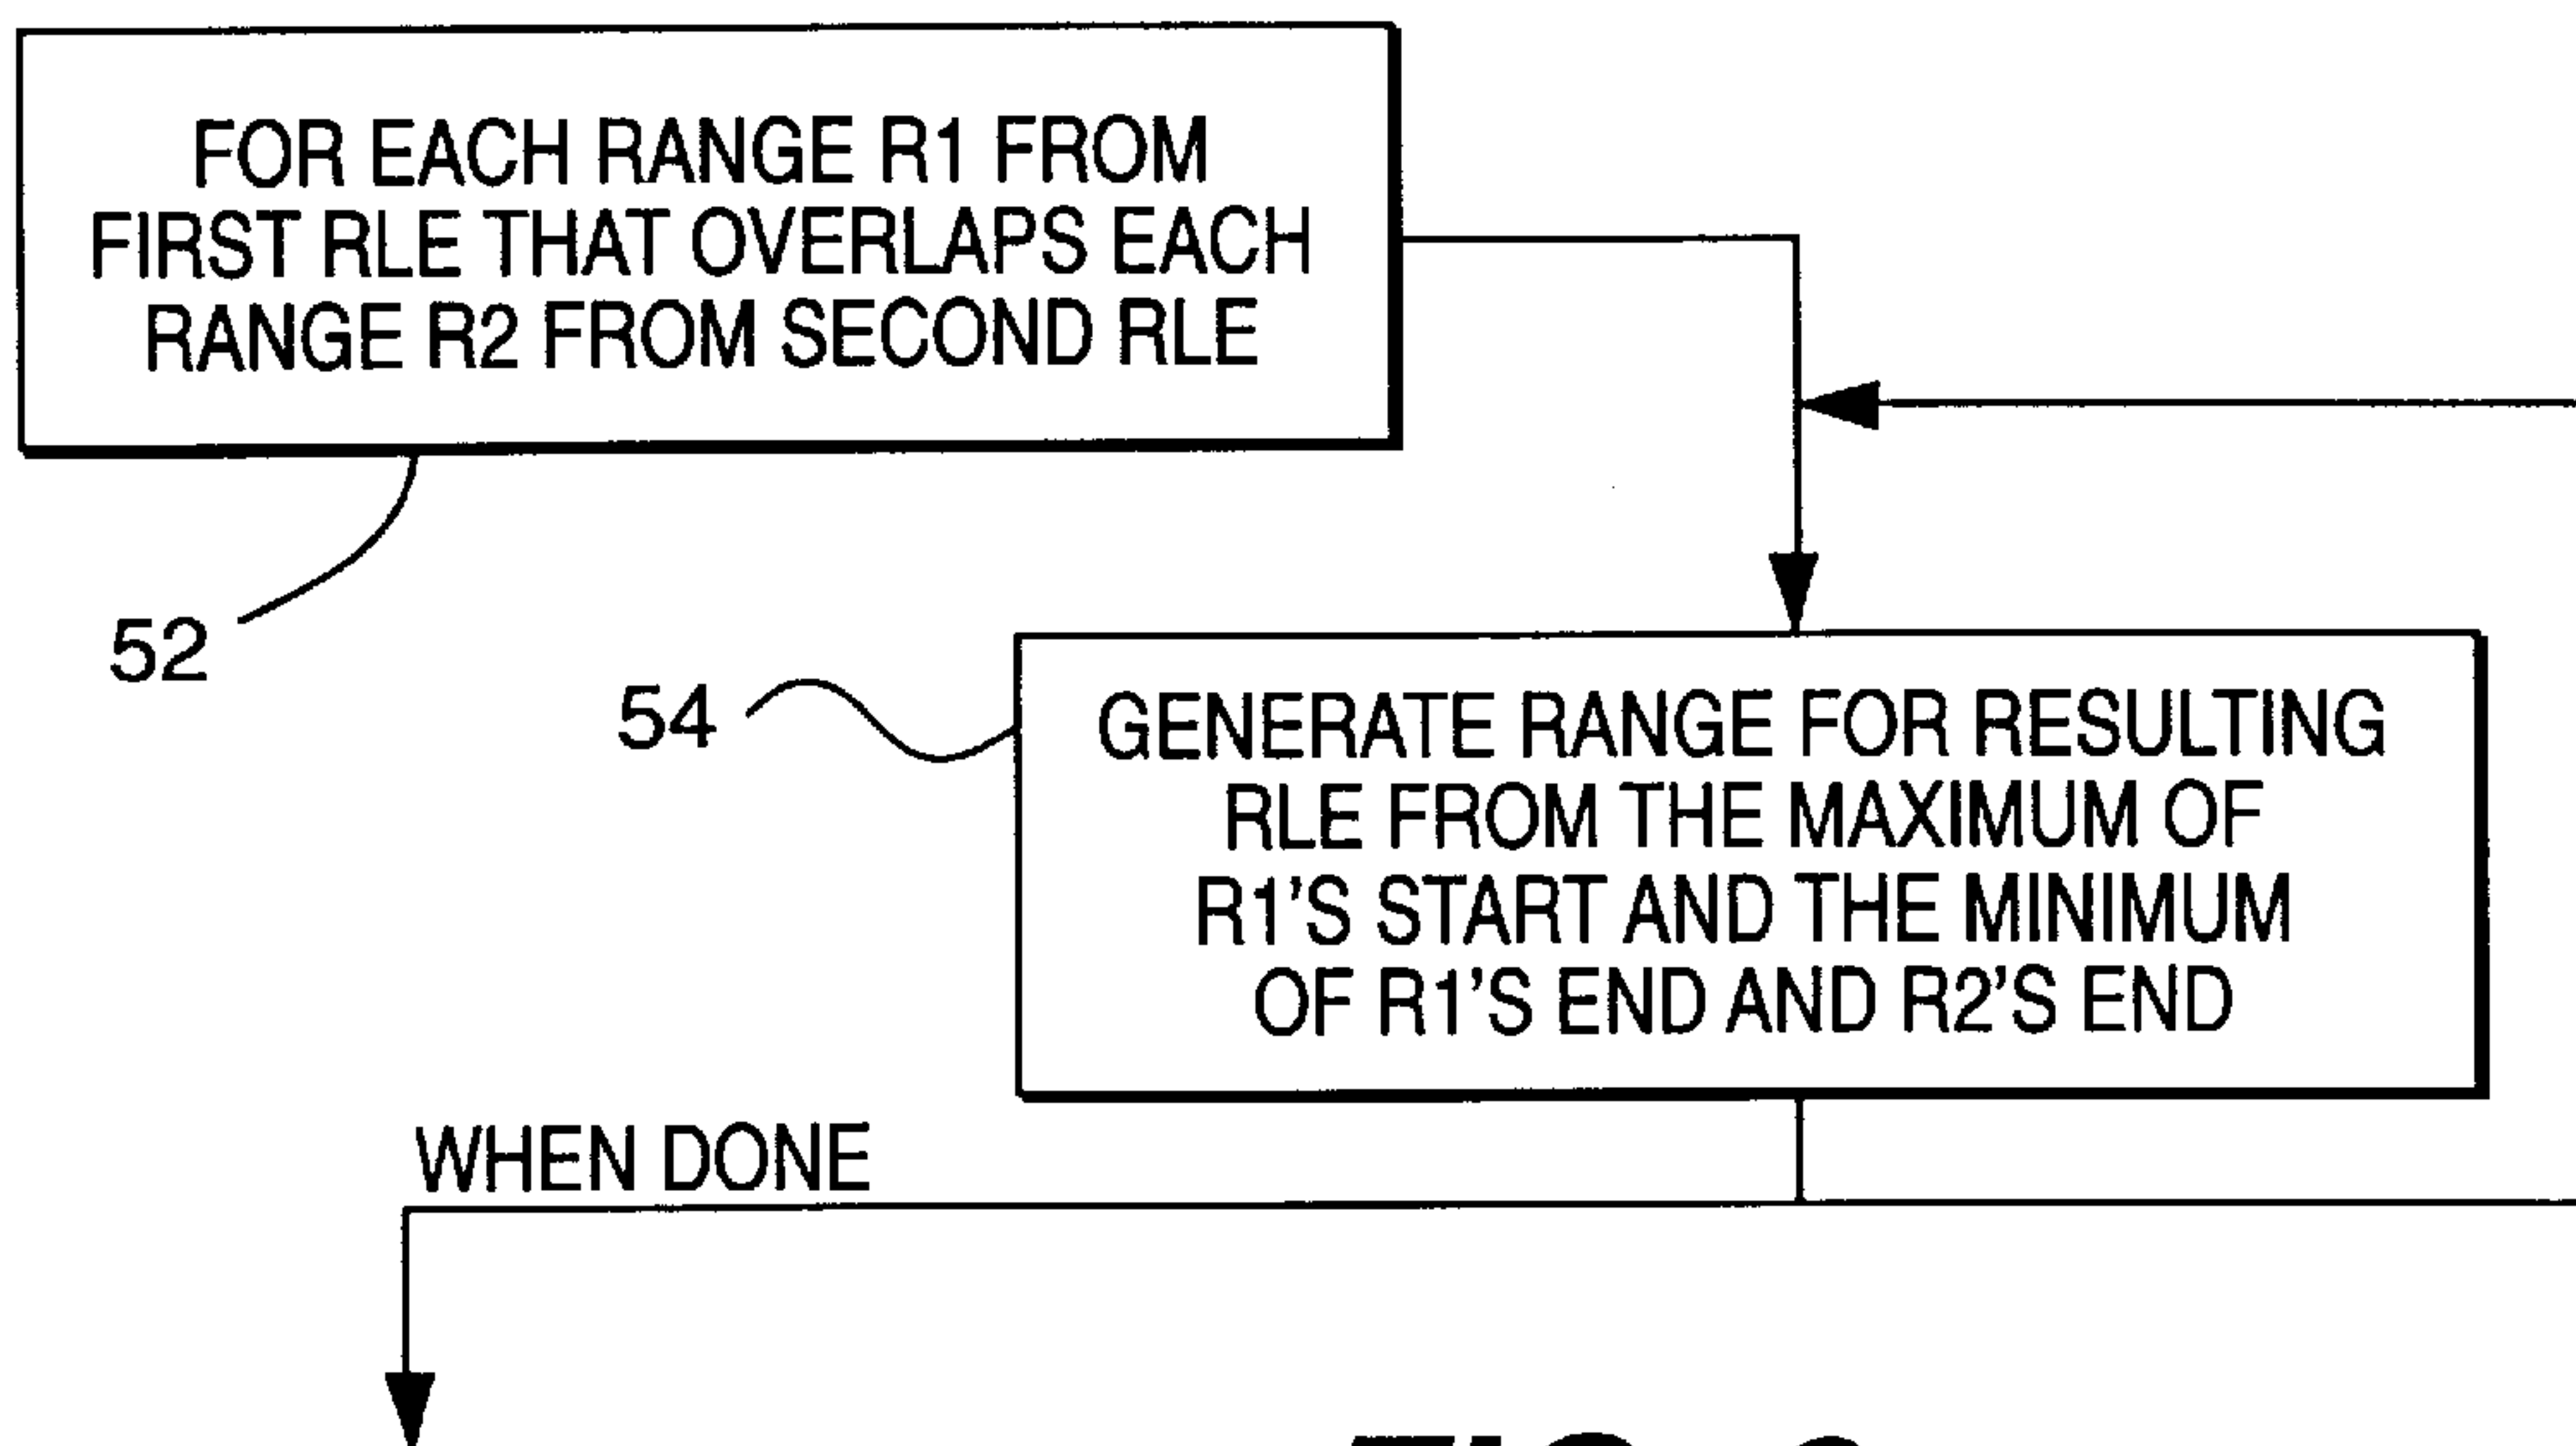 FOR EACH RANGE R1 FROM
FIRST RLE THAT OVERLAPS EACH
RANGE R2 FROM SECOND RLE
52
54
GENERATE RANGE FOR RESULTING
RLE FROM THE MAXIMUM OF
R1'S START AND THE MINIMUM
OF R1'S END AND R2'S END
WHEN DONE